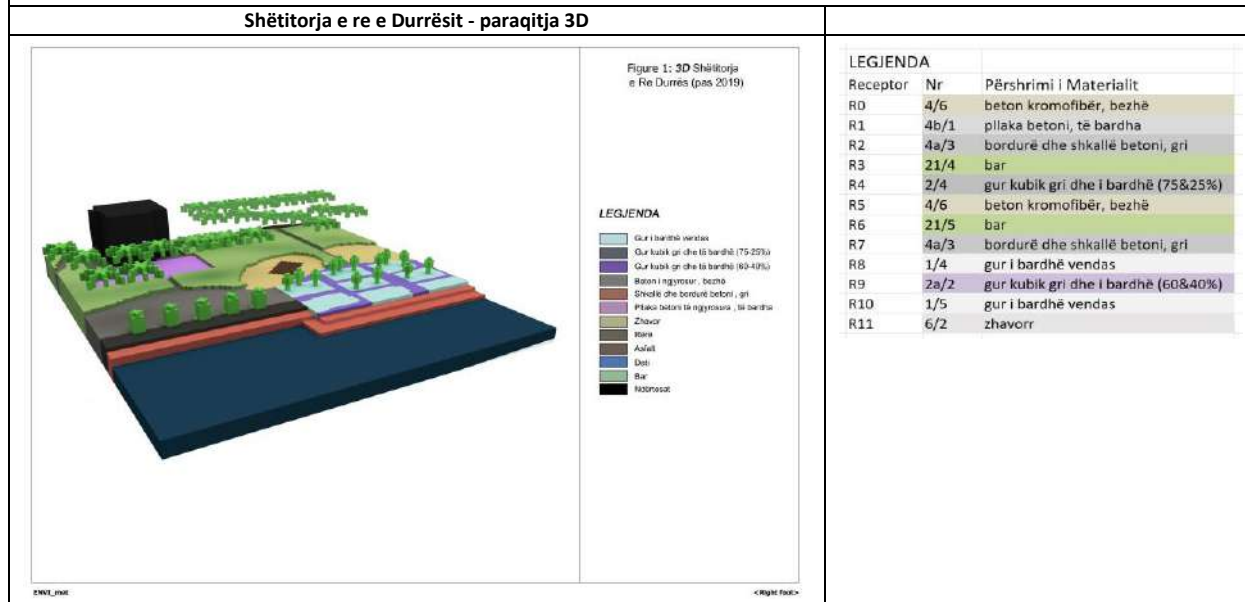 Shëtitorja e re e Durrësit - paraqitja 3D
Figure 1: 3D Shëtitorja
e Re Durrës (pas 2019)
LEGJENDA
Gur i bardhë vendas
Gur kubik gri dhe të bardhë (75-25%)
Gur kubik gri dhe të bardhë (60-40%)
Beton i ngjyrosur , bezhë
Shkallë dhe bordurë betoni , gri
Pllaka betoni të ngjyrosura , të bardha
Zhavor
Rëra
Asfalt
Deti
Bar
Ndërtesat
ENVI_met
<Right foot>
LEGJENDA
Receptor Nr Përshrimi i Materialit
R0 4/6 beton kromofibër, bezhë
R1 4b/1 pllaka betoni, të bardha
R2 4a/3 bordurë dhe shkallë betoni, gri
R3 21/4 bar
R4 2/4 gur kubik gri dhe i bardhë (75&25%)
R5 4/6 beton kromofibër, bezhë
R6 21/5 bar
R7 4a/3 bordurë dhe shkallë betoni, gri
R8 1/4 gur i bardhë vendas
R9 2a/2 gur kubik gri dhe i bardhë (60&40%)
R10 1/5 gur i bardhë vendas
R11 6/2 zhavorr